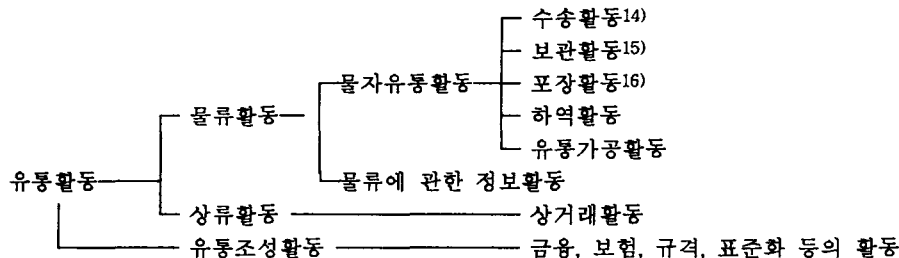 수송활동14)
보관활동15)
물자유통활동 포장활동16)
물류활동 하역활동
유통가공활동
유통활동 물류에 관한 정보활동
상류활동 상거래활동
유통조성활동 금융, 보험, 규격, 표준화 등의 활동